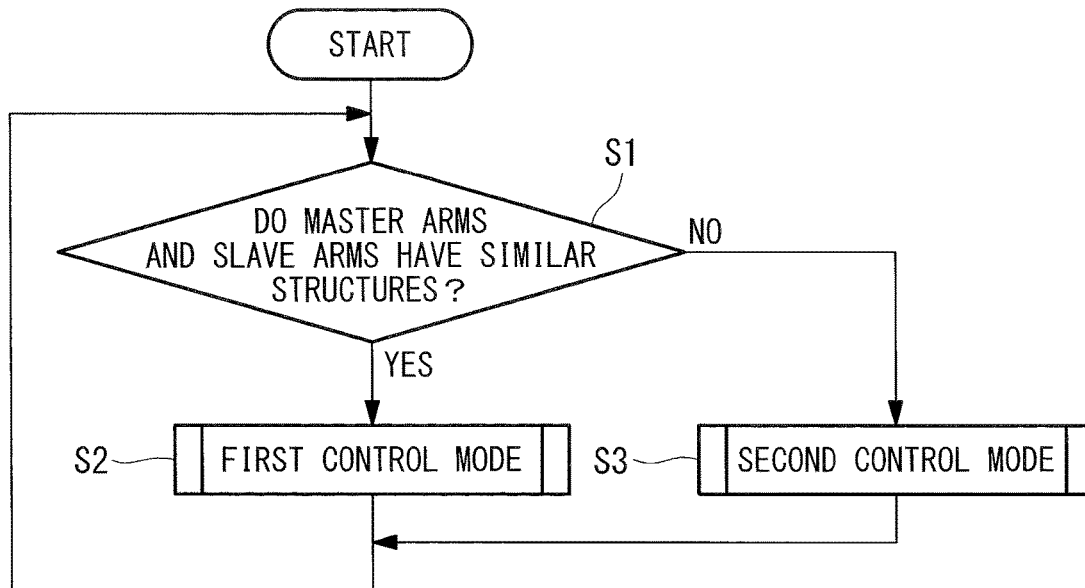 START
S1
DO MASTER ARMS
AND SLAVE ARMS HAVE SIMILAR
STRUCTURES?
NO
YES
S2
FIRST CONTROL MODE
S3
SECOND CONTROL MODE